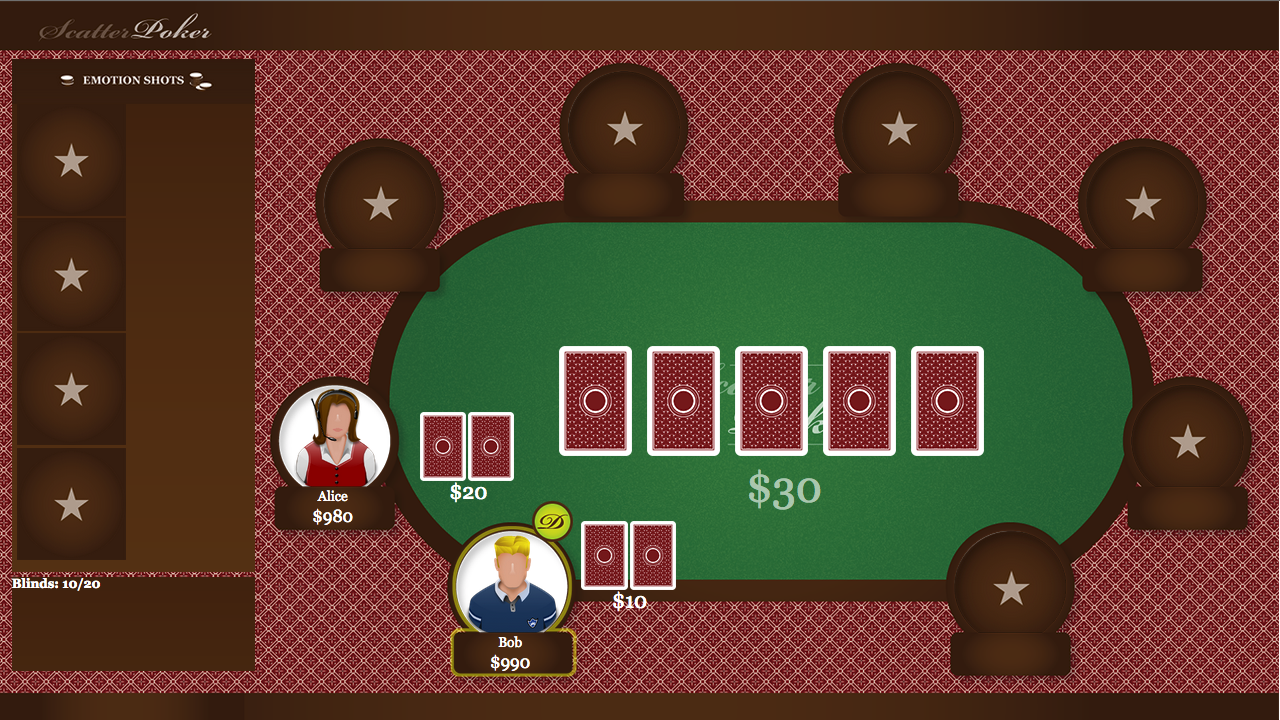 ScatterPoker
EMOTION SHOTS
Alice
$980
$20
$30
D
$10
Bob
$990
Blinds: 10/20